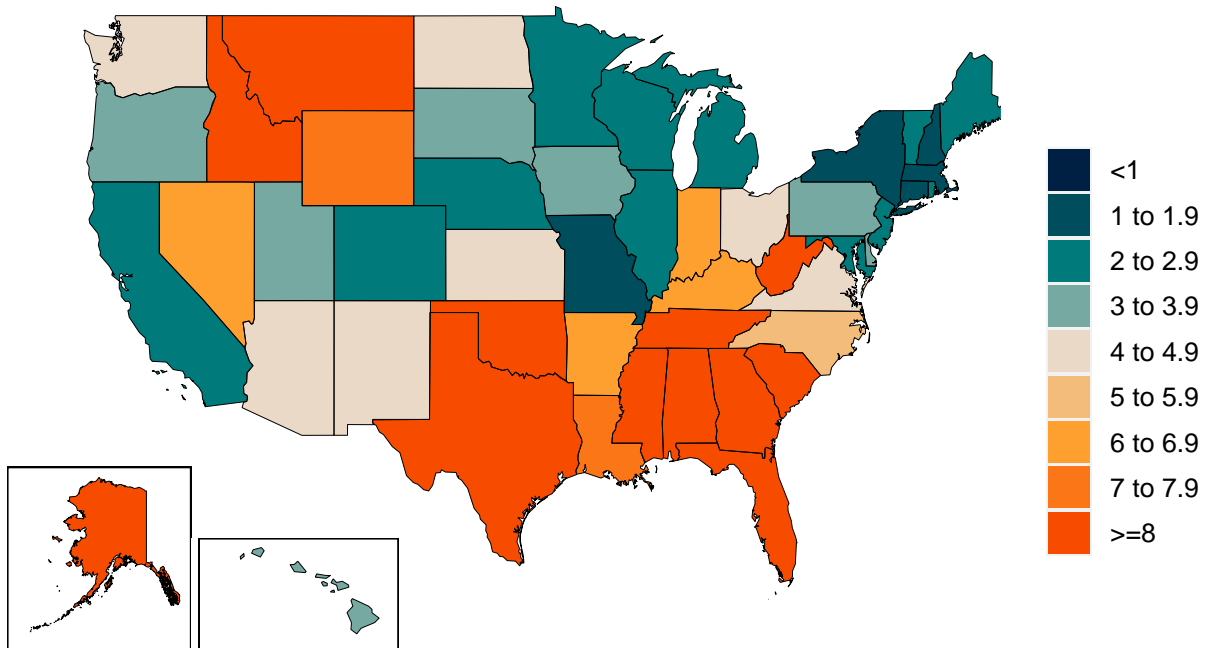 <1
1 to 1.9
2 to 2.9
3 to 3.9
4 to 4.9
5 to 5.9
6 to 6.9
7 to 7.9
>=8